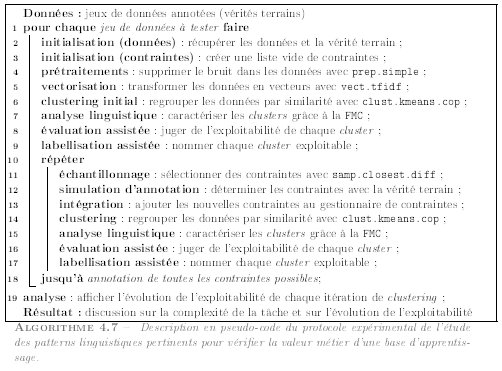 Données : jeux de données annotées (vérités terrains)
1 pour chaque jeu de données à tester faire
2 initialisation (données) : récupérer les données et la vérité terrain ;
3 initialisation (contraintes) : créer une liste vide de contraintes ;
4 prétraitements : supprimer le bruit dans les données avec prep.simple ;
5 vectorisation : transformer les données en vecteurs avec vect.tfidf ;
6 clustering initial : regrouper les données par similarité avec clust.kmeans.cop ;
7 analyse linguistique : caractériser les clusters grâce à la FMC ;
8 évaluation assistée : juger de l'exploitabilité de chaque cluster ;
9 labellisation assistée : nommer chaque cluster exploitable ;
10 répéter
11 échantillonnage : sélectionner des contraintes avec samp.closest.diff ;
12 simulation d'annotation : déterminer les contraintes avec la vérité terrain ;
13 intégration : ajouter les nouvelles contraintes au gestionnaire de contraintes ;
14 clustering : regrouper les données par similarité avec clust.kmeans.cop ;
15 analyse linguistique : caractériser les clusters grâce à la FMC ;
16 évaluation assistée : juger de l'exploitabilité de chaque cluster ;
17 labellisation assistée : nommer chaque cluster exploitable ;
18 jusqu'à annotation de toutes les contraintes possibles;
19 analyse : afficher l'évolution de l'exploitabilité de chaque itération de clustering ;
Résultat : discussion sur la complexité de la tâche et sur l'évolution de l'exploitabilité
ALGORITHME 4.7 – Description en pseudo-code du protocole expérimental de l'étude
des patterns linguistiques pertinents pour vérifier la valeur métier d'une base d'apprentis-
sage.